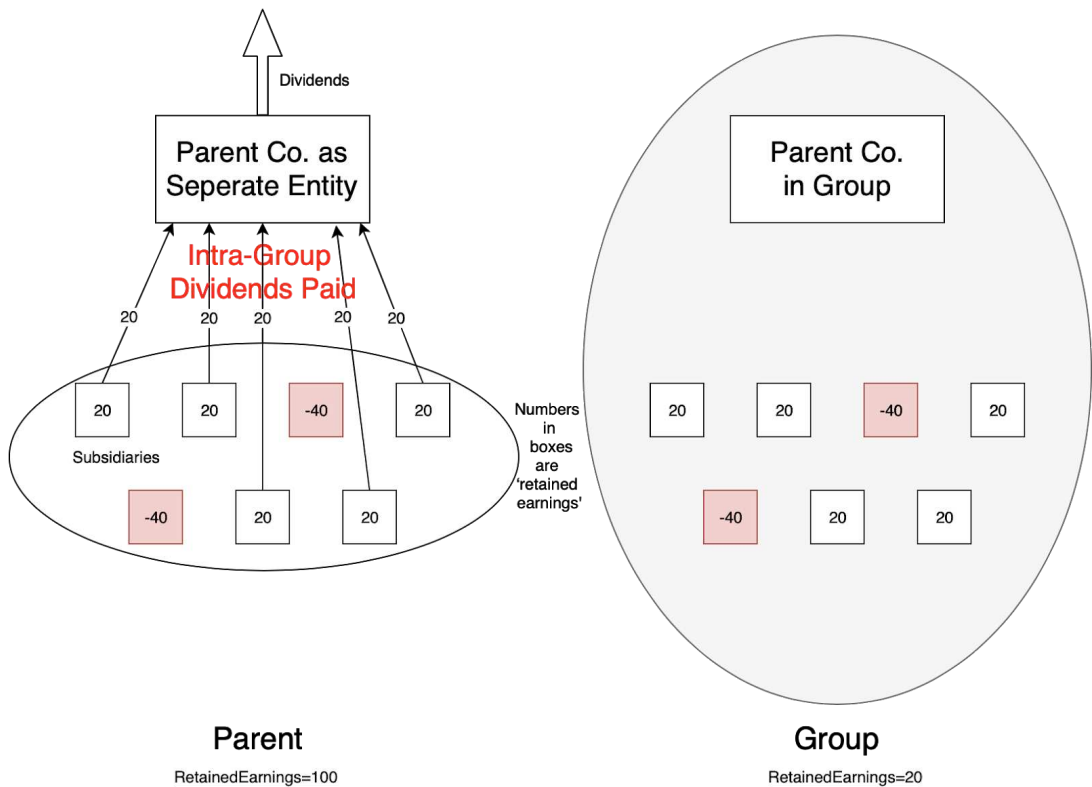 Dividends
Parent Co. as
Seperate Entity
Intra-Group
Dividends Paid
20
20
20
20
20
20
20
-40
20
Subsidiaries
-40
20
20
Numbers
in
boxes
are
'retained
earnings'
Parent
RetainedEarnings=100
Parent Co.
in Group
20
20
-40
20
-40
20
20
Group
RetainedEarnings=20